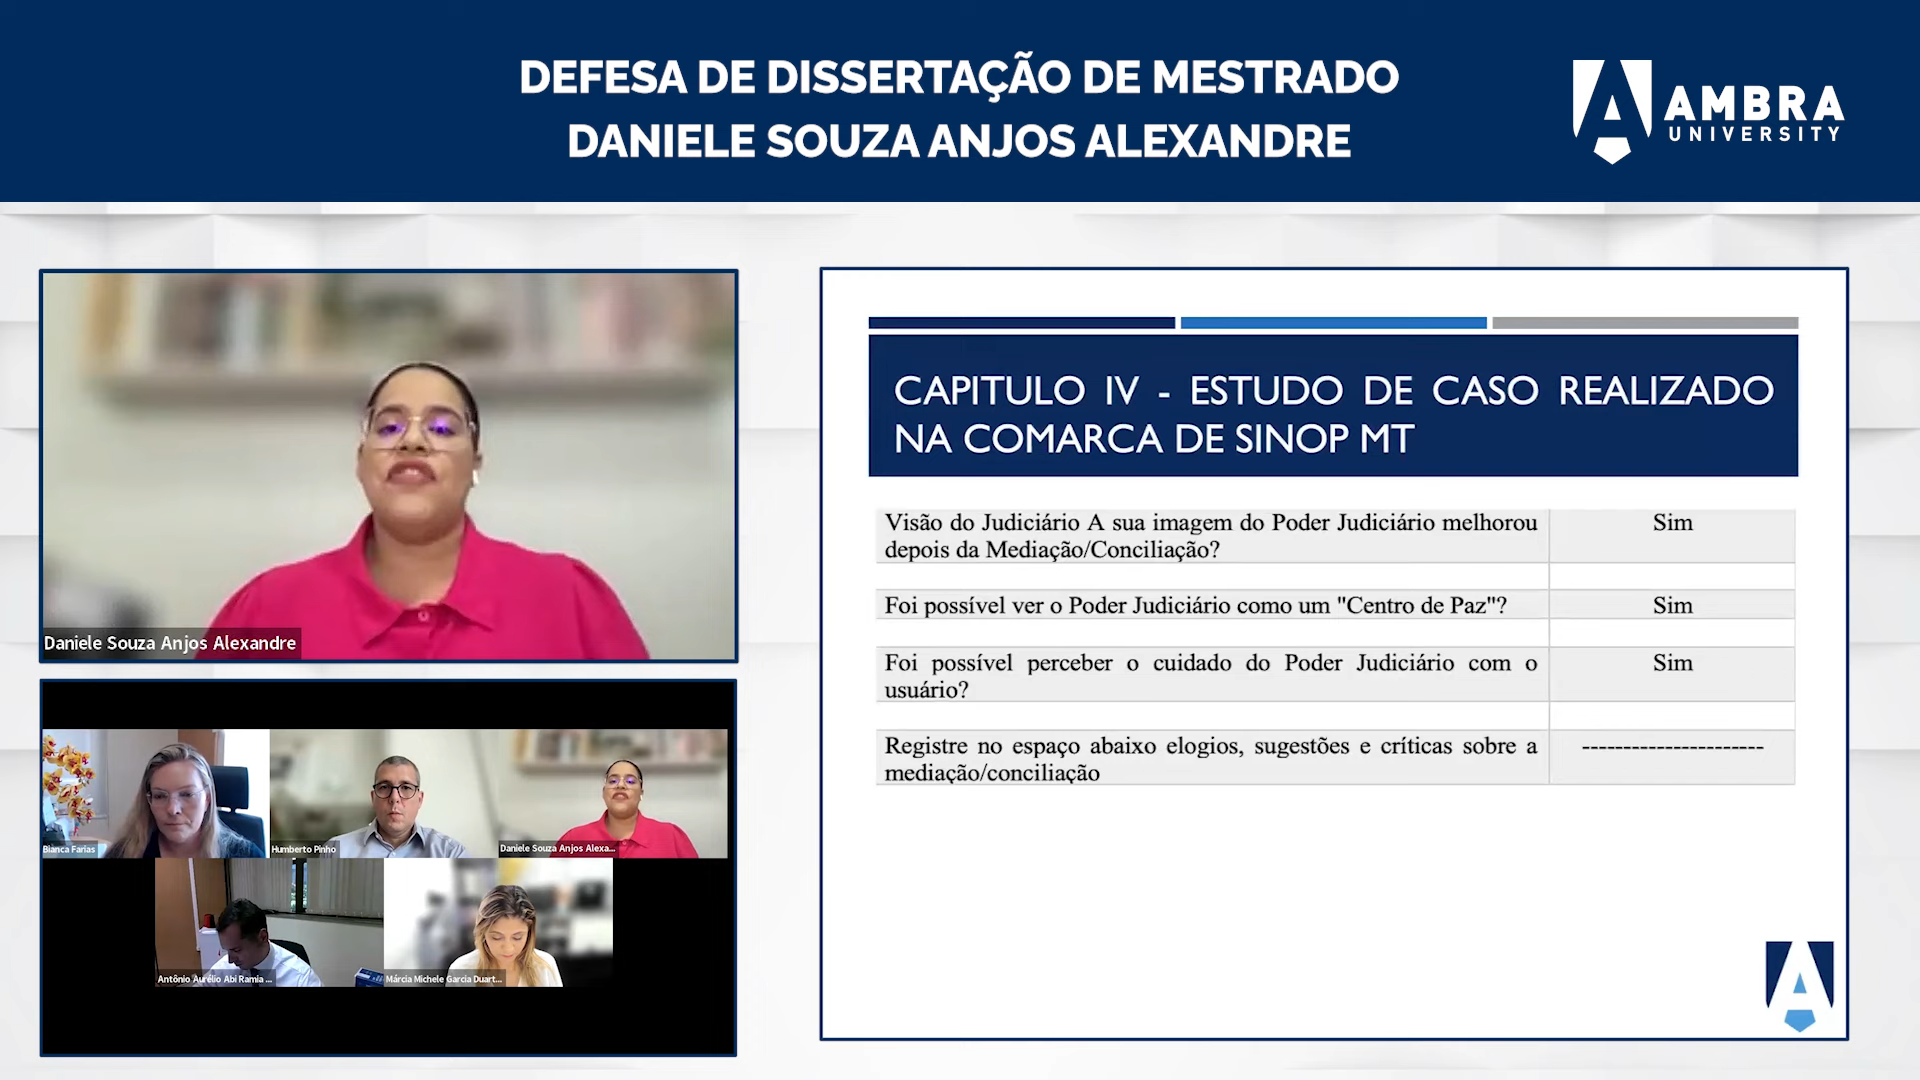 DEFESA DE DISSERTAÇÃO DE MESTRADO
DANIELE SOUZA ANJOS ALEXANDRE
AMBRA
UNIVERSITY
Daniele Souza Anjos Alexandre
Bianca Farias
Humberto Pinho
Daniele Souza Anjos Alexa...
Antônio Aurélio Abi Ramia ...
Márcia Michele Garcia Duart...
CAPITULO IV - ESTUDO DE CASO REALIZADO
NA COMARCA DE SINOP MT
Visão do Judiciário A sua imagem do Poder Judiciário melhorou
depois da Mediação/Conciliação?
Sim
Foi possível ver o Poder Judiciário como um "Centro de Paz"?
Sim
Foi possível perceber o cuidado do Poder Judiciário com o
usuário?
Sim
Registre no espaço abaixo elogios, sugestões e críticas sobre a
mediação/conciliação
----------------------